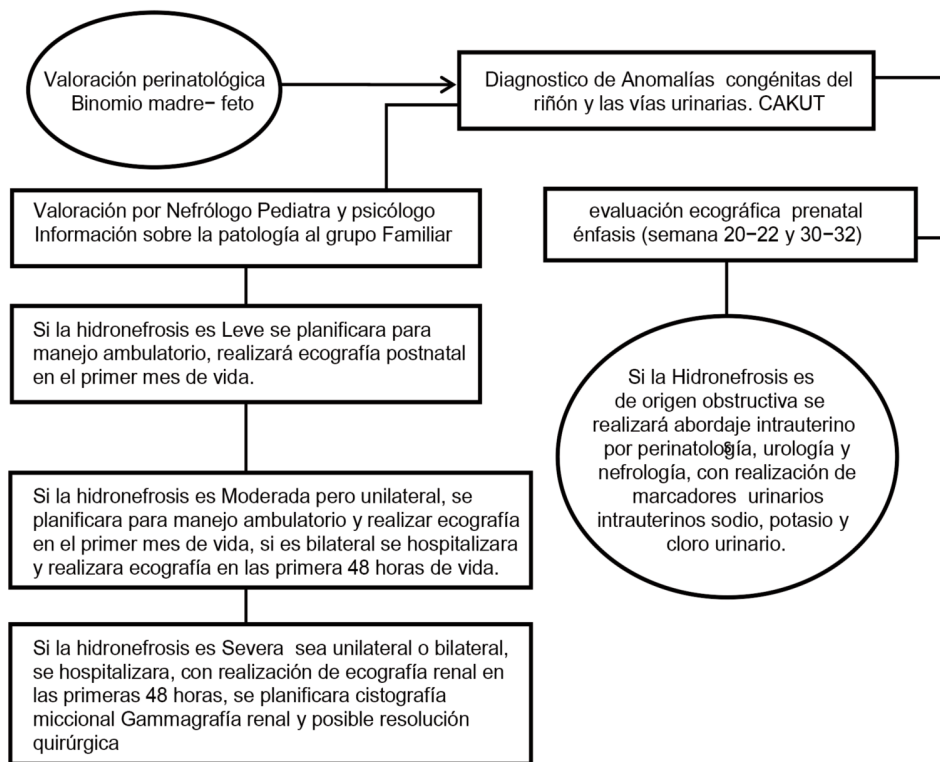 Valoración perinatológica
Binomio madre− feto
Diagnostico de Anomalías congénitas del
riñón y las vías urinarias. CAKUT
Valoración por Nefrólogo Pediatra y psicólogo
Información sobre la patología al grupo Familiar
evaluación ecográfica prenatal
énfasis (semana 20−22 y 30−32)
Si la hidronefrosis es Leve se planificara para
manejo ambulatorio, realizará ecografía postnatal
en el primer mes de vida.
Si la Hidronefrosis es
de origen obstructiva se
realizará abordaje intrauterino
por perinatología, urología y
nefrología, con realización de
marcadores urinarios
intrauterinos sodio, potasio y
cloro urinario.
Si la hidronefrosis es Moderada pero unilateral, se
planificara para manejo ambulatorio y realizar ecografía
en el primer mes de vida, si es bilateral se hospitalizara
y realizara ecografía en las primera 48 horas de vida.
Si la hidronefrosis es Severa sea unilateral o bilateral,
se hospitalizara, con realización de ecografía renal en
las primeras 48 horas, se planificara cistografía
miccional Gammagrafía renal y posible resolución
quirúrgica